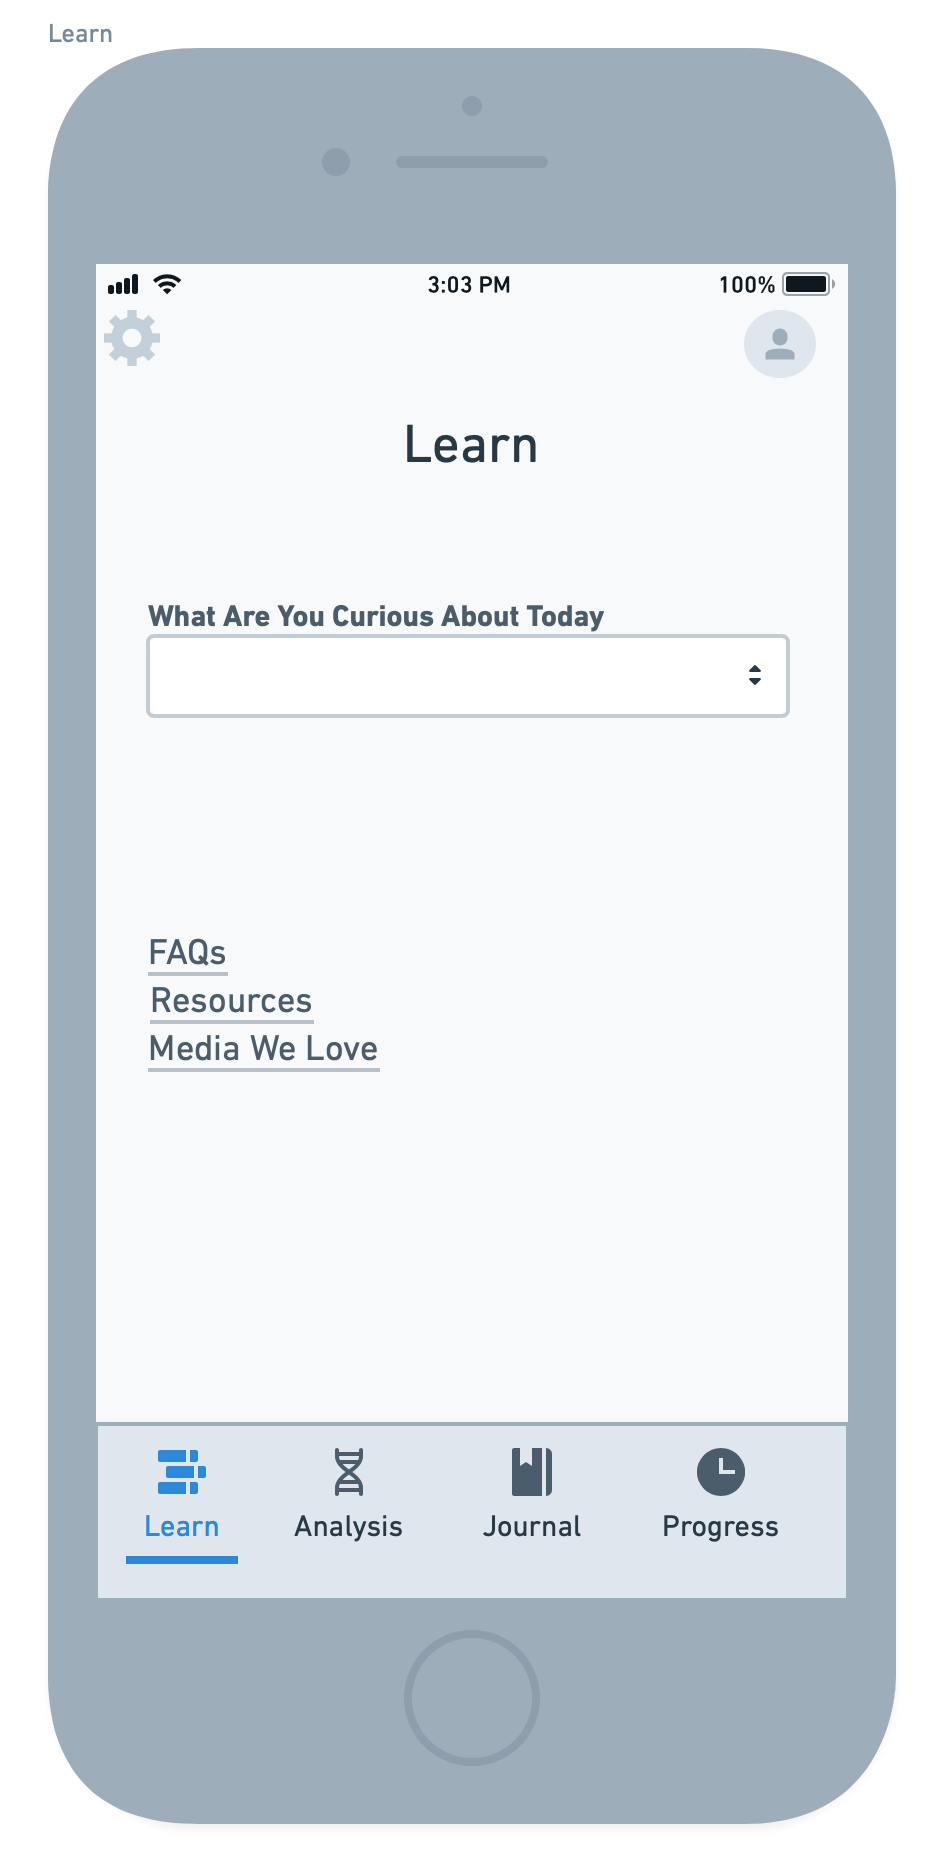 Learn
3:03 PM 100%
Learn
What Are You Curious About Today
FAQs
Resources
Media We Love
Learn Analysis Journal Progress